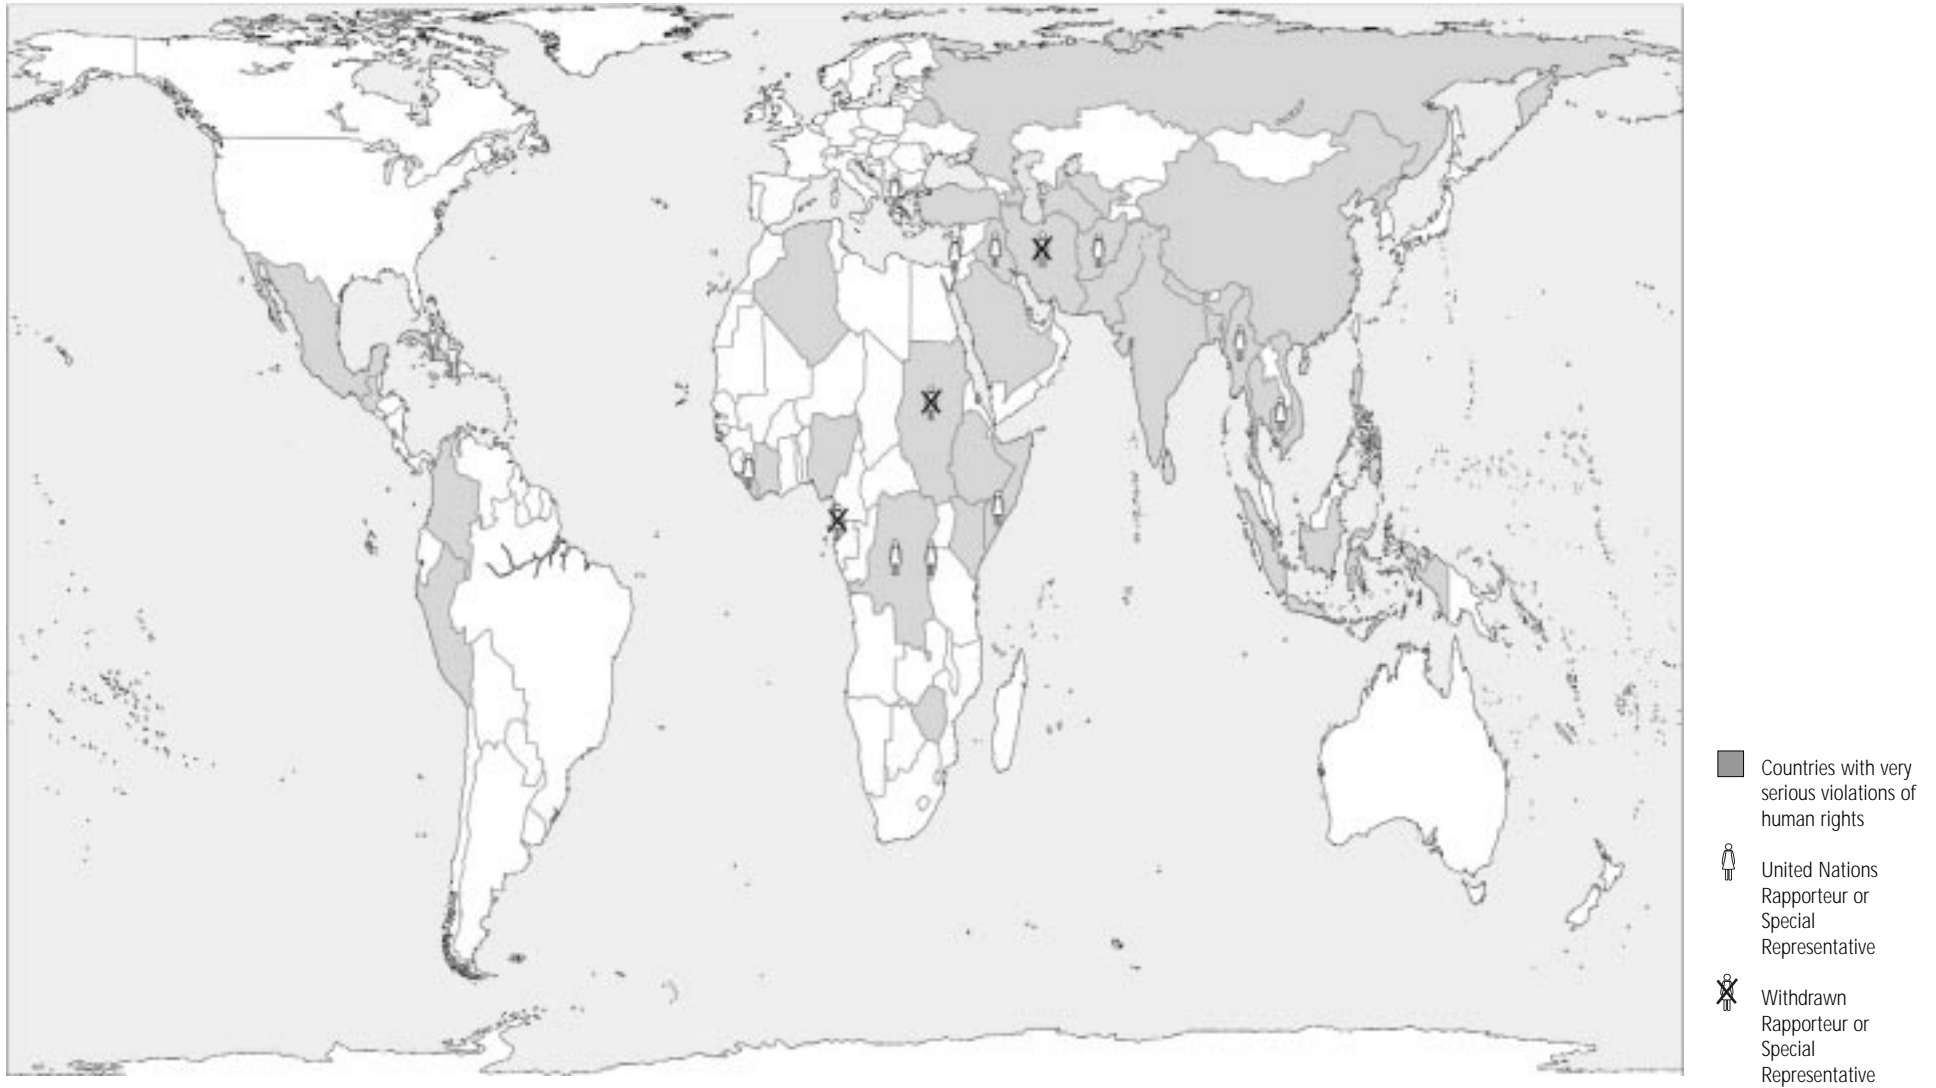 Countries with very
serious violations of
human rights
United Nations
Rapporteur or
Special
Representative
Withdrawn
Rapporteur or
Special
Representative